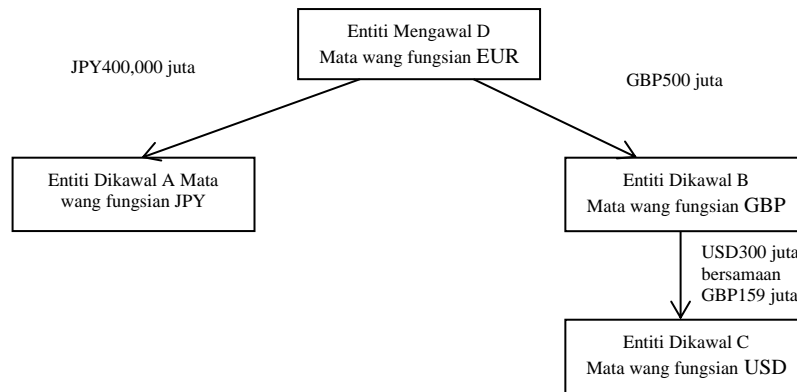 Entiti Mengawal D
Mata wang fungsian EUR
JPY400,000 juta
GBP500 juta
Entiti Dikawal A Mata
wang fungsian JPY
Entiti Dikawal B
Mata wang fungsian GBP
USD300 juta
bersamaan
GBP159 juta
Entiti Dikawal C
Mata wang fungsian USD